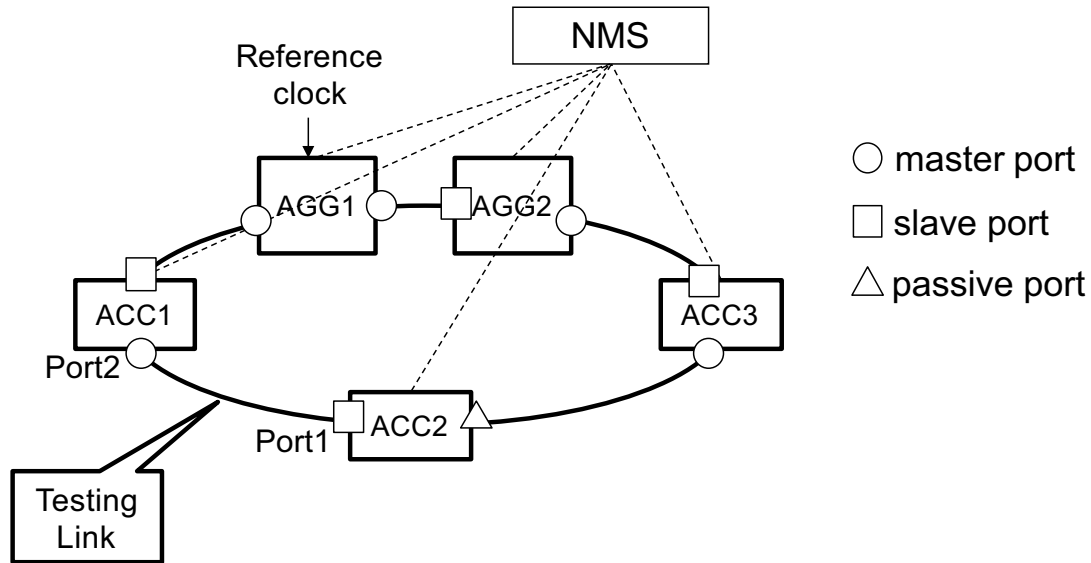 NMS
Reference
clock
AGG1
AGG2
master port
slave port
passive port
ACC1
ACC3
Port2
Port1
ACC2
Testing
Link